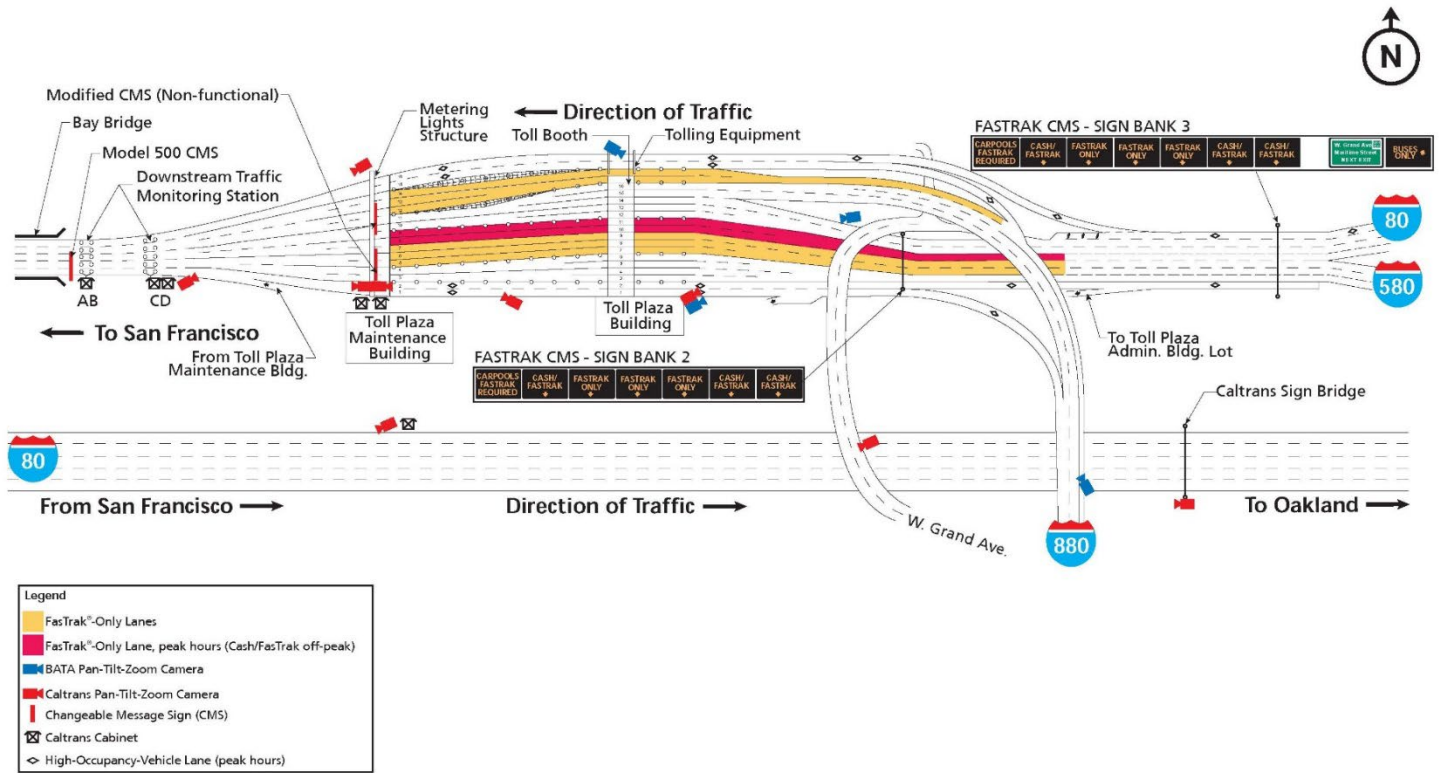 N
Modified CMS (Non-functional)
Bay Bridge
Model 500 CMS
Downstream Traffic
Monitoring Station
Metering
Lights
Structure
Direction of Traffic
Toll Booth
Tolling Equipment
FASTRAK CMS - SIGN BANK 3
CARPOOLS
FASTRAK
REQUIRED
CASH/
FASTRAK
FASTRAK
ONLY
FASTRAK
ONLY
FASTRAK
ONLY
CASH/
FASTRAK
CASH/
FASTRAK
W. Grand Ave
Maritime Street
NEXT EXIT
BUSES
ONLY
80
580
AB
CD
To San Francisco
From Toll Plaza
Maintenance Bldg.
Toll Plaza
Maintenance
Building
Toll Plaza
Building
To Toll Plaza
Admin. Bldg. Lot
FASTRAK CMS - SIGN BANK 2
CARPOOLS
FASTRAK
REQUIRED
CASH/
FASTRAK
FASTRAK
ONLY
FASTRAK
ONLY
FASTRAK
ONLY
CASH/
FASTRAK
CASH/
FASTRAK
Caltrans Sign Bridge
80
From San Francisco
Direction of Traffic
To Oakland
W. Grand Ave.
880
Legend
FasTrak®-Only Lanes
FasTrak®-Only Lane, peak hours (Cash/FasTrak off-peak)
BATA Pan-Tilt-Zoom Camera
Caltrans Pan-Tilt-Zoom Camera
Changeable Message Sign (CMS)
Caltrans Cabinet
High-Occupancy-Vehicle Lane (peak hours)